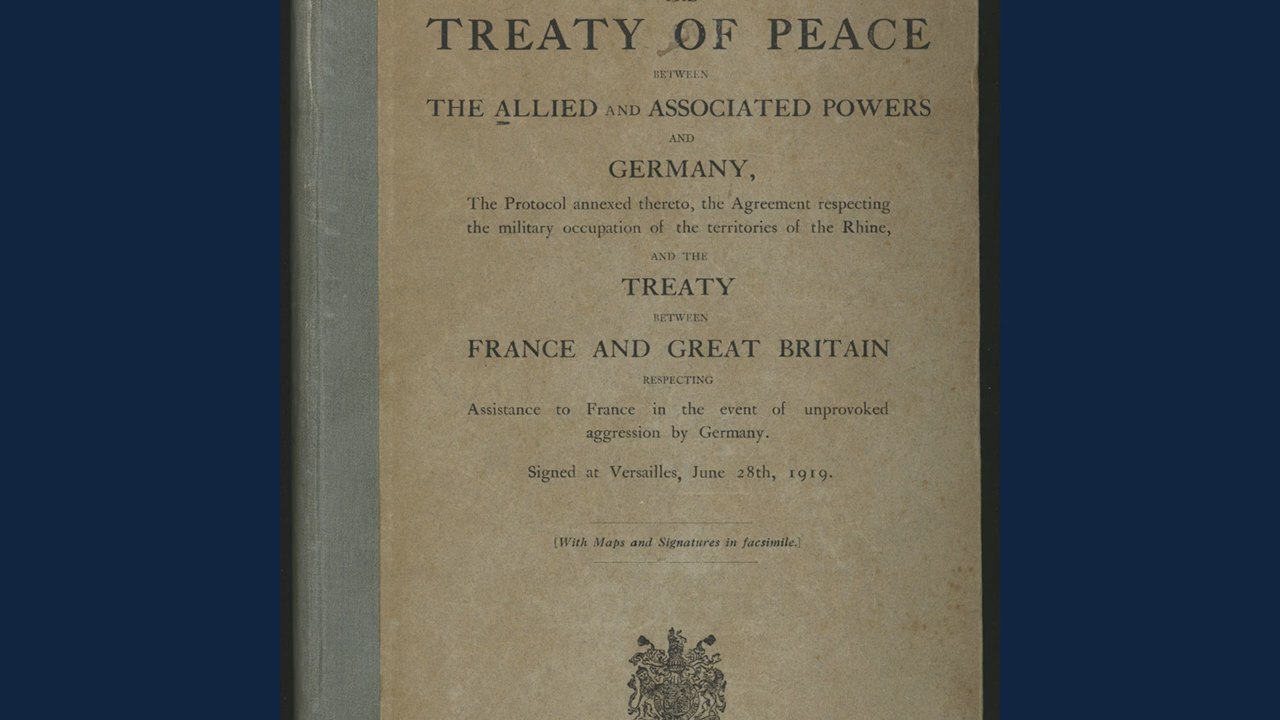 TREATY OF PEACE
BETWEEN
THE ALLIED AND ASSOCIATED POWERS
AND
GERMANY,
The Protocol annexed thereto, the Agreement respecting
the military occupation of the territories of the Rhine,
AND THE
TREATY
BETWEEN
FRANCE AND GREAT BRITAIN
RESPECTING
Assistance to France in the event of unprovoked
aggression by Germany.
Signed at Versailles, June 28th, 1919.
[With Maps and Signatures in facsimile.]